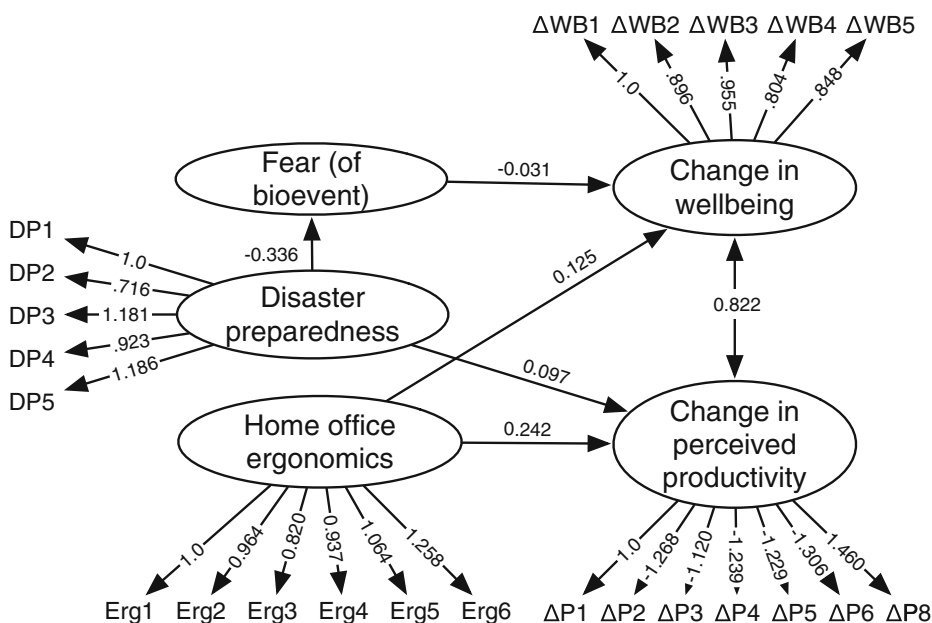 ΔWB1 ΔWB2 ΔWB3 ΔWB4 ΔWB5
1.0
.896
.955
.804
.848
Fear (of
bioevent)
-0.031
Change in
wellbeing
DP1
DP2
DP3
DP4
DP5
1.0
.716
1.181
.923
1.186
-0.336
Disaster
preparedness
0.125
0.822
0.097
Home office
ergonomics
0.242
Change in
perceived
productivity
1.0
0.964
0.820
0.937
1.064
1.258
Erg1 Erg2 Erg3 Erg4 Erg5 Erg6
1.0
-1.268
-1.120
-1.239
-1.229
-1.306
1.460
ΔP1 ΔP2 ΔP3 ΔP4 ΔP5 ΔP6 ΔP8